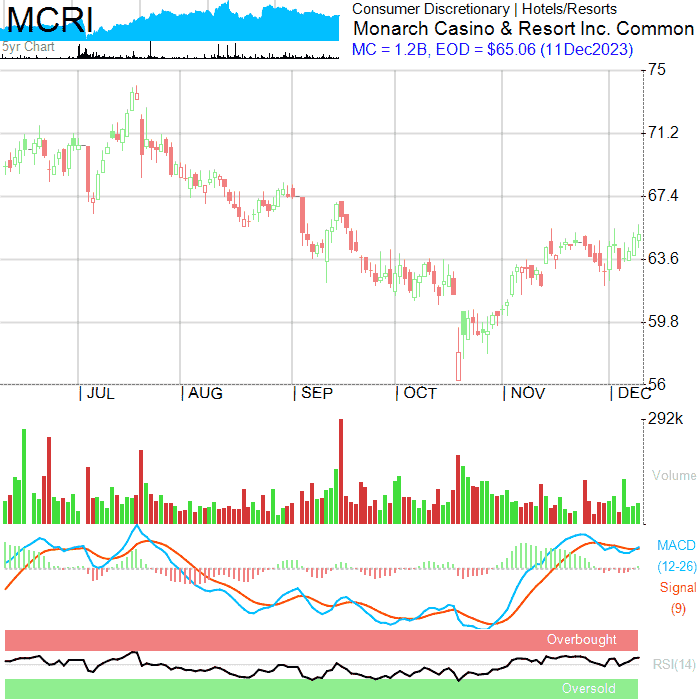 MCRI
5yr Chart
Consumer Discretionary | Hotels/Resorts
Monarch Casino & Resort Inc. Common
MC = 1.2B, EOD = $65.06 (11Dec2023)
75
71.2
67.4
63.6
59.8
56
| JUL | AUG | SEP | OCT | NOV | DEC
292k
Volume
MACD
(12-26)
Signal
(9)
Overbought
RSI(14)
Oversold